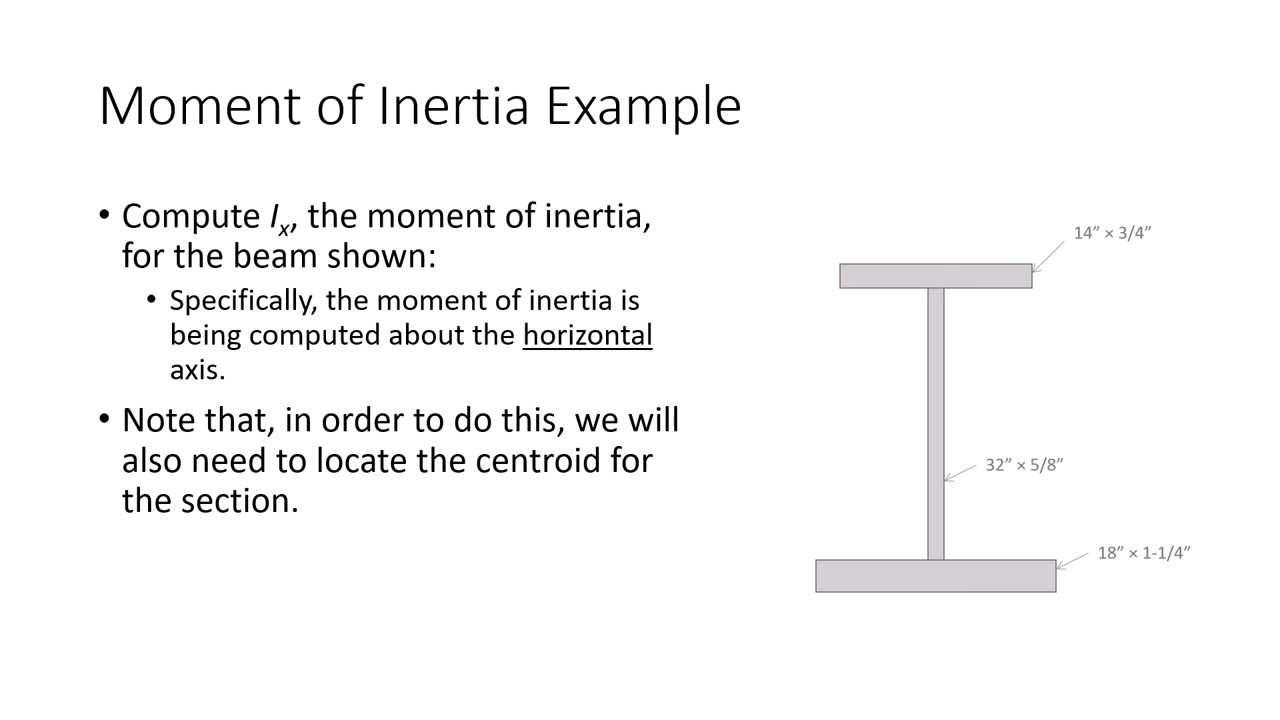 Moment of Inertia Example
• Compute Ix, the moment of inertia,
for the beam shown:
• Specifically, the moment of inertia is
being computed about the horizontal
axis.
• Note that, in order to do this, we will
also need to locate the centroid for
the section.
14” × 3/4”
32” × 5/8”
18” × 1-1/4”